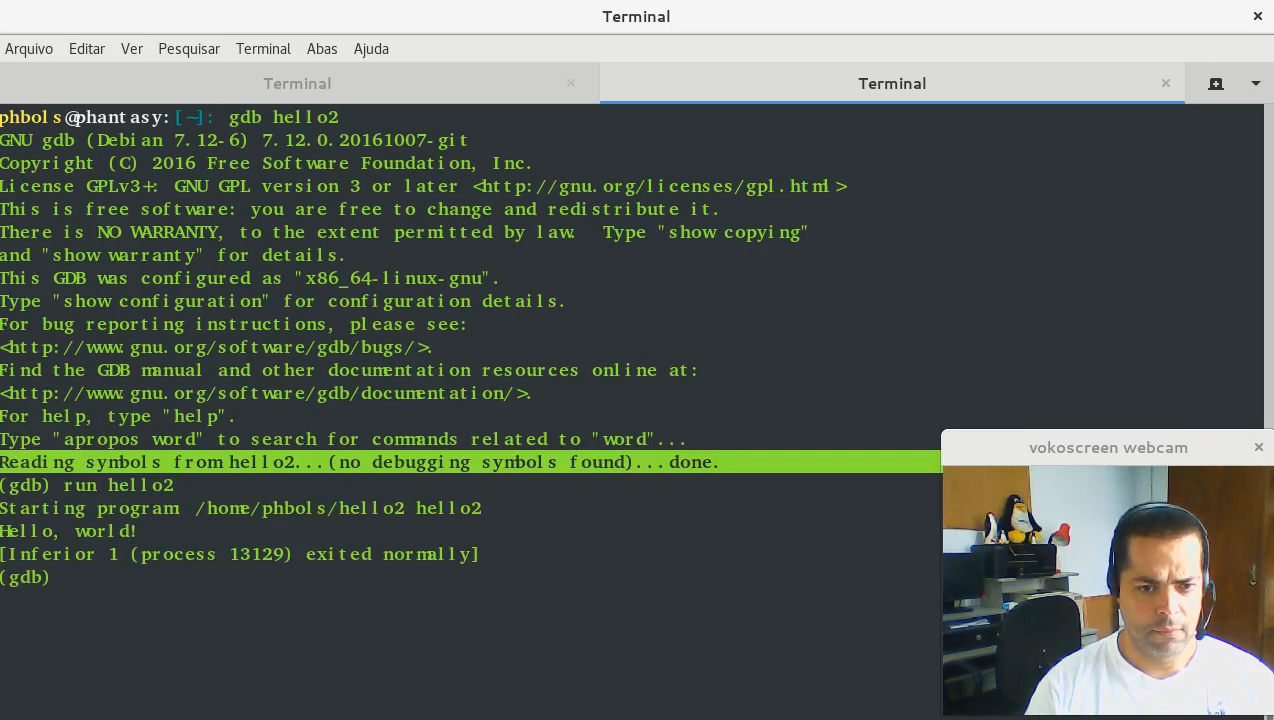 Terminal
Arquivo Editar Ver Pesquisar Terminal Abas Ajuda
Terminal Terminal
phbols@phantasy:[~]: gdb hello2
GNU gdb (Debian 7.12-6) 7.12.0.20161007-git
Copyright (C) 2016 Free Software Foundation, Inc.
License GPLv3+: GNU GPL version 3 or later <http://gnu.org/licenses/gpl.html>
This is free software: you are free to change and redistribute it.
There is NO WARRANTY, to the extent permitted by law.  Type "show copying"
and "show warranty" for details.
This GDB was configured as "x86_64-linux-gnu".
Type "show configuration" for configuration details.
For bug reporting instructions, please see:
<http://www.gnu.org/software/gdb/bugs/>.
Find the GDB manual and other documentation resources online at:
<http://www.gnu.org/software/gdb/documentation/>.
For help, type "help".
Type "apropos word" to search for commands related to "word"...
Reading symbols from hello2...(no debugging symbols found)...done.
(gdb) run hello2
Starting program: /home/phbols/hello2 hello2
Hello, world!
[Inferior 1 (process 13129) exited normally]
(gdb)
vokoscreen webcam